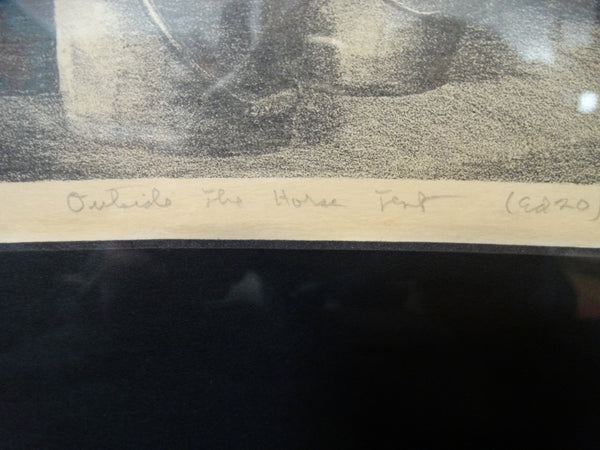 Outside The Horse Tent (Ed 20)